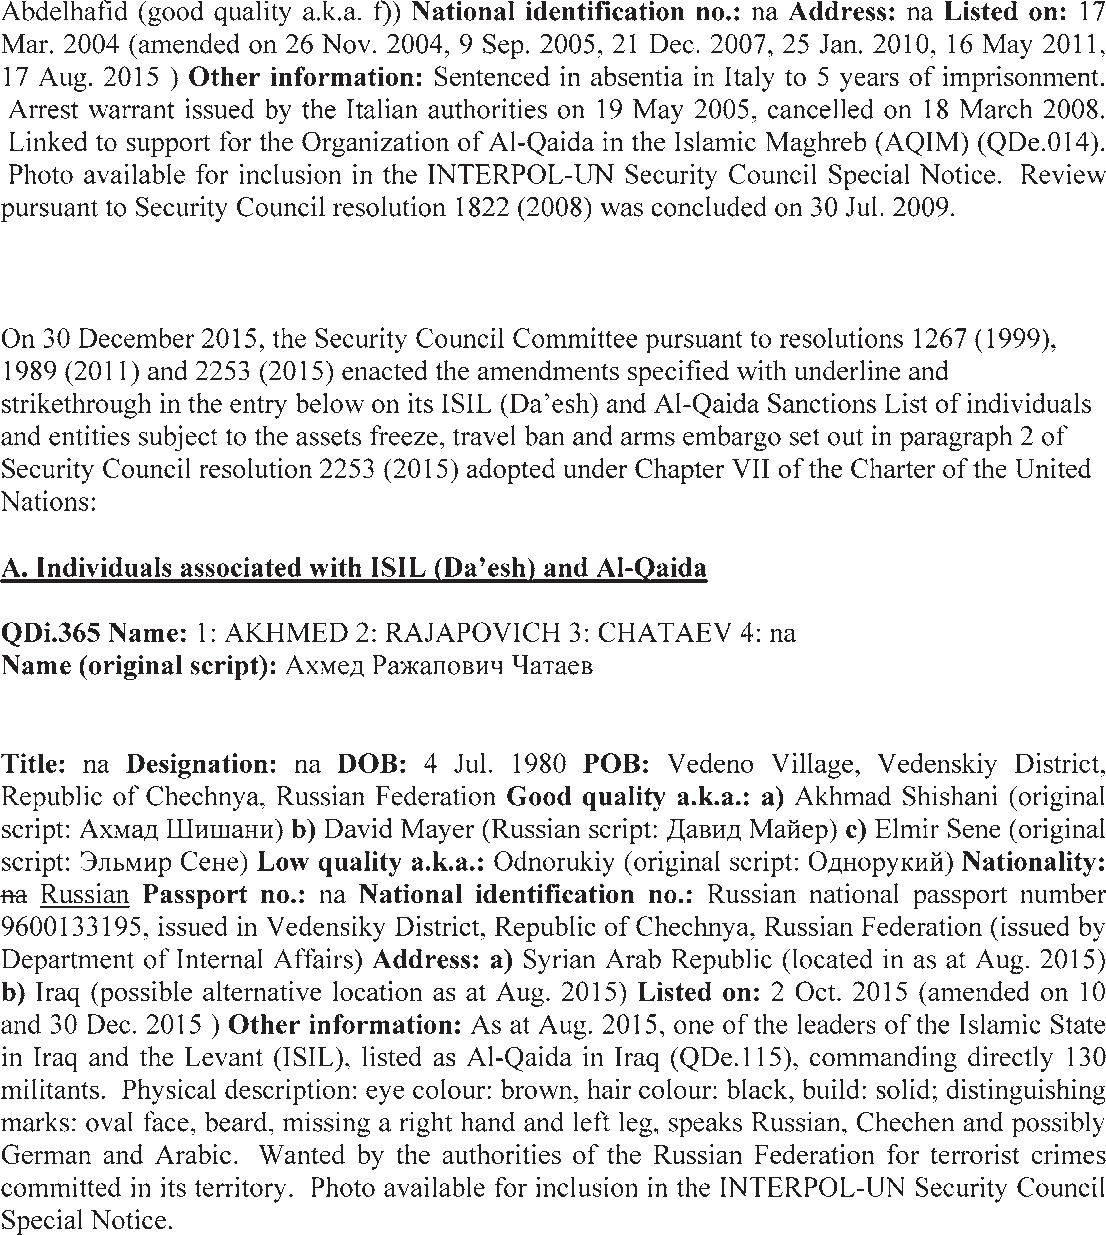 Abdelhafid (good quality a.k.a. f)) National identification no.: na Address: na Listed on: 17
Mar. 2004 (amended on 26 Nov. 2004, 9 Sep. 2005, 21 Dec. 2007, 25 Jan. 2010, 16 May 2011,
17 Aug. 2015 ) Other information: Sentenced in absentia in Italy to 5 years of imprisonment.
Arrest warrant issued by the Italian authorities on 19 May 2005, cancelled on 18 March 2008.
Linked to support for the Organization of Al-Qaida in the Islamic Maghreb (AQIM) (QDe.014).
Photo available for inclusion in the INTERPOL-UN Security Council Special Notice. Review
pursuant to Security Council resolution 1822 (2008) was concluded on 30 Jul. 2009.
On 30 December 2015, the Security Council Committee pursuant to resolutions 1267 (1999),
1989 (2011) and 2253 (2015) enacted the amendments specified with underline and
strikethrough in the entry below on its ISIL (Da’esh) and Al-Qaida Sanctions List of individuals
and entities subject to the assets freeze, travel ban and arms embargo set out in paragraph 2 of
Security Council resolution 2253 (2015) adopted under Chapter VII of the Charter of the United
Nations:
A. Individuals associated with ISIL (Da’esh) and Al-Qaida
QDi.365 Name: 1: AKHMED 2: RAJAPOVICH 3: CHATAEV 4: na
Name (original script): Ахмед Ражапович Чатаев
Title: na Designation: na DOB: 4 Jul. 1980 POB: Vedeno Village, Vedenskiy District,
Republic of Chechnya, Russian Federation Good quality a.k.a.: a) Akhmad Shishani (original
script: Ахмад Шишани) b) David Mayer (Russian script: Давид Майер) c) Elmir Sene (original
script: Эльмир Сене) Low quality a.k.a.: Odnorukiy (original script: Однорукий) Nationality:
na Russian Passport no.: na National identification no.: Russian national passport number
9600133195, issued in Vedensiky District, Republic of Chechnya, Russian Federation (issued by
Department of Internal Affairs) Address: a) Syrian Arab Republic (located in as at Aug. 2015)
b) Iraq (possible alternative location as at Aug. 2015) Listed on: 2 Oct. 2015 (amended on 10
and 30 Dec. 2015 ) Other information: As at Aug. 2015, one of the leaders of the Islamic State
in Iraq and the Levant (ISIL), listed as Al-Qaida in Iraq (QDe.115), commanding directly 130
militants. Physical description: eye colour: brown, hair colour: black, build: solid; distinguishing
marks: oval face, beard, missing a right hand and left leg, speaks Russian, Chechen and possibly
German and Arabic. Wanted by the authorities of the Russian Federation for terrorist crimes
committed in its territory. Photo available for inclusion in the INTERPOL-UN Security Council
Special Notice.